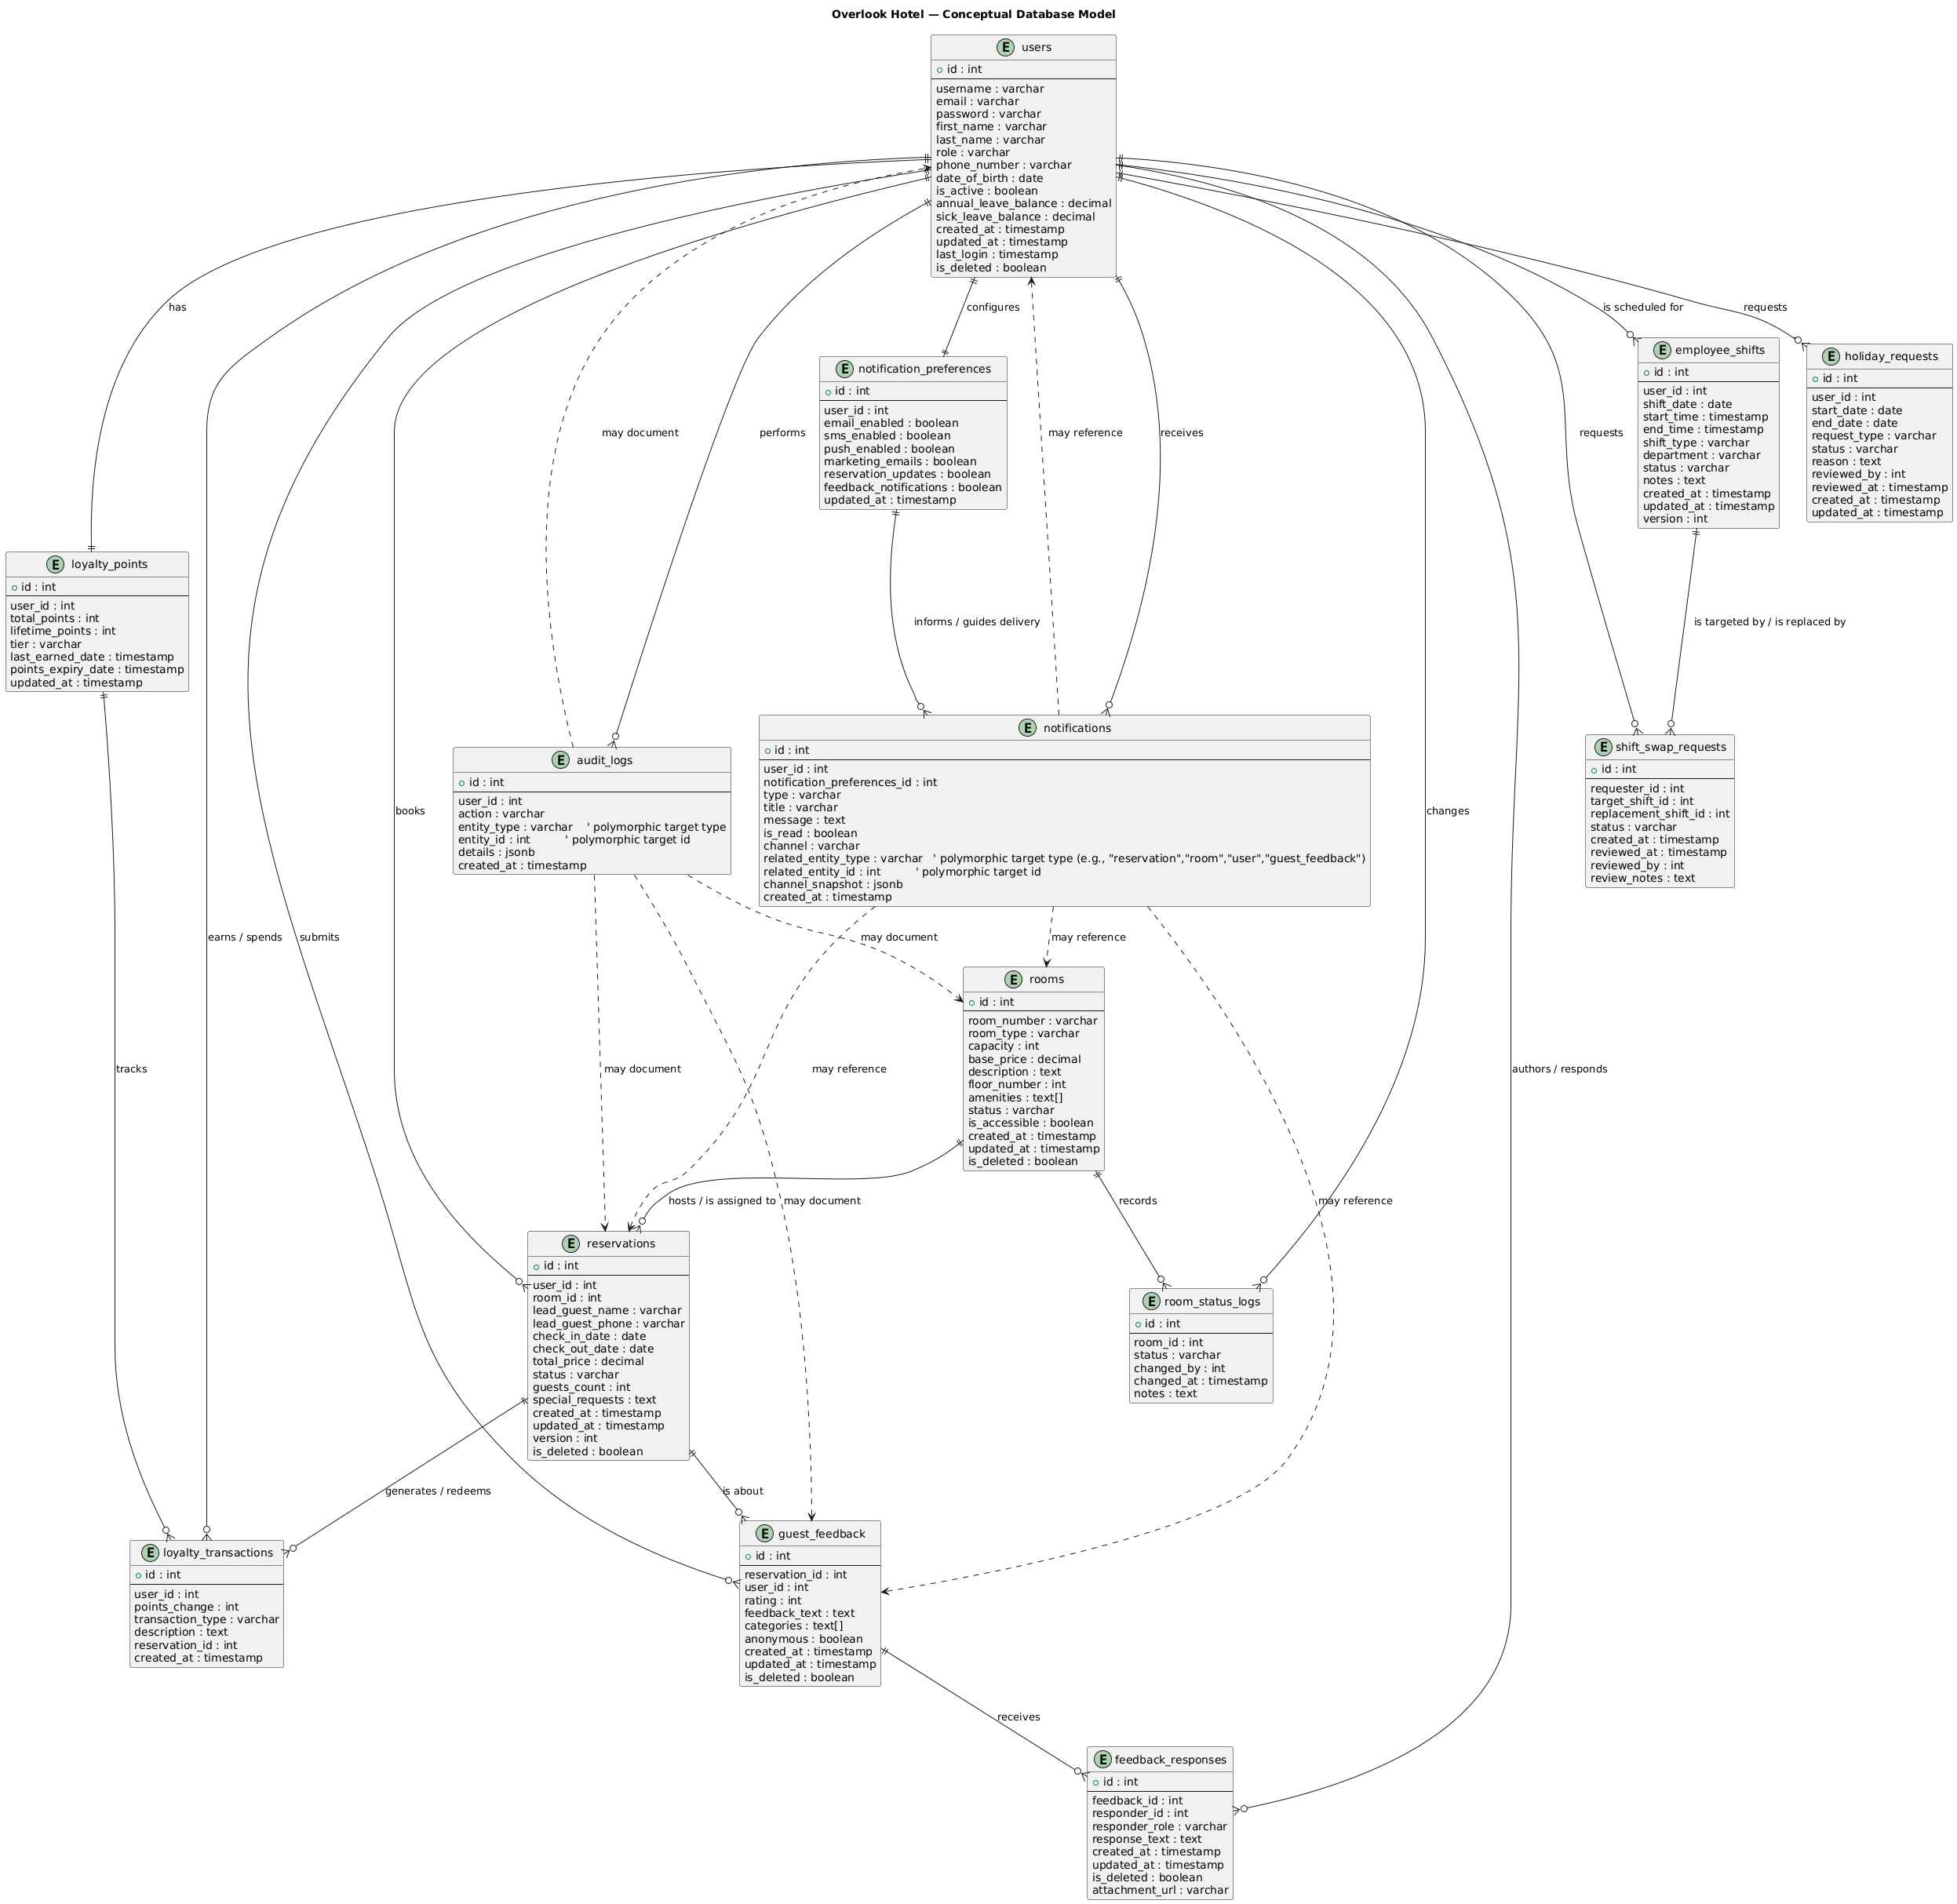 Overlook Hotel — Conceptual Database Model
E users
id : int
username : varchar
email : varchar
password : varchar
first_name : varchar
last_name : varchar
role : varchar
phone_number : varchar
date_of_birth : date
is_active : boolean
annual_leave_balance : decimal
sick_leave_balance : decimal
created_at : timestamp
updated_at : timestamp
last_login : timestamp
is_deleted : boolean
has
configures
is scheduled for
requests
E notification_preferences
id : int
user_id : int
email_enabled : boolean
sms_enabled : boolean
push_enabled : boolean
marketing_emails : boolean
reservation_updates : boolean
feedback_notifications : boolean
updated_at : timestamp
E employee_shifts
id : int
user_id : int
shift_date : date
start_time : timestamp
end_time : timestamp
shift_type : varchar
department : varchar
status : varchar
notes : text
created_at : timestamp
updated_at : timestamp
version : int
E holiday_requests
id : int
user_id : int
start_date : date
end_date : date
request_type : varchar
status : varchar
reason : text
reviewed_by : int
reviewed_at : timestamp
created_at : timestamp
updated_at : timestamp
may document
performs
may reference
receives
requests
E loyalty_points
id : int
user_id : int
total_points : int
lifetime_points : int
tier : varchar
last_earned_date : timestamp
points_expiry_date : timestamp
updated_at : timestamp
informs / guides delivery
is targeted by / is replaced by
E audit_logs
id : int
user_id : int
action : varchar
entity_type : varchar ' polymorphic target type
entity_id : int ' polymorphic target id
details : jsonb
created_at : timestamp
E notifications
id : int
user_id : int
notification_preferences_id : int
type : varchar
title : varchar
message : text
is_read : boolean
channel : varchar
related_entity_type : varchar ' polymorphic target type (e.g., "reservation","room","user","guest_feedback")
related_entity_id : int ' polymorphic target id
channel_snapshot : jsonb
created_at : timestamp
E shift_swap_requests
id : int
requester_id : int
target_shift_id : int
replacement_shift_id : int
status : varchar
created_at : timestamp
reviewed_at : timestamp
reviewed_by : int
review_notes : text
books
changes
earns / spends
submits
may document
may reference
E rooms
id : int
room_number : varchar
room_type : varchar
capacity : int
base_price : decimal
description : text
floor_number : int
amenities : text[]
status : varchar
is_accessible : boolean
created_at : timestamp
updated_at : timestamp
is_deleted : boolean
tracks
may document
may reference
authors / responds
hosts / is assigned to
may document
records
may reference
E reservations
id : int
user_id : int
room_id : int
lead_guest_name : varchar
lead_guest_phone : varchar
check_in_date : date
check_out_date : date
total_price : decimal
status : varchar
guests_count : int
special_requests : text
created_at : timestamp
updated_at : timestamp
version : int
is_deleted : boolean
E room_status_logs
id : int
room_id : int
status : varchar
changed_by : int
changed_at : timestamp
notes : text
generates / redeems
is about
E loyalty_transactions
id : int
user_id : int
points_change : int
transaction_type : varchar
description : text
reservation_id : int
created_at : timestamp
E guest_feedback
id : int
reservation_id : int
user_id : int
rating : int
feedback_text : text
categories : text[]
anonymous : boolean
created_at : timestamp
updated_at : timestamp
is_deleted : boolean
receives
E feedback_responses
id : int
feedback_id : int
responder_id : int
responder_role : varchar
response_text : text
created_at : timestamp
updated_at : timestamp
is_deleted : boolean
attachment_url : varchar